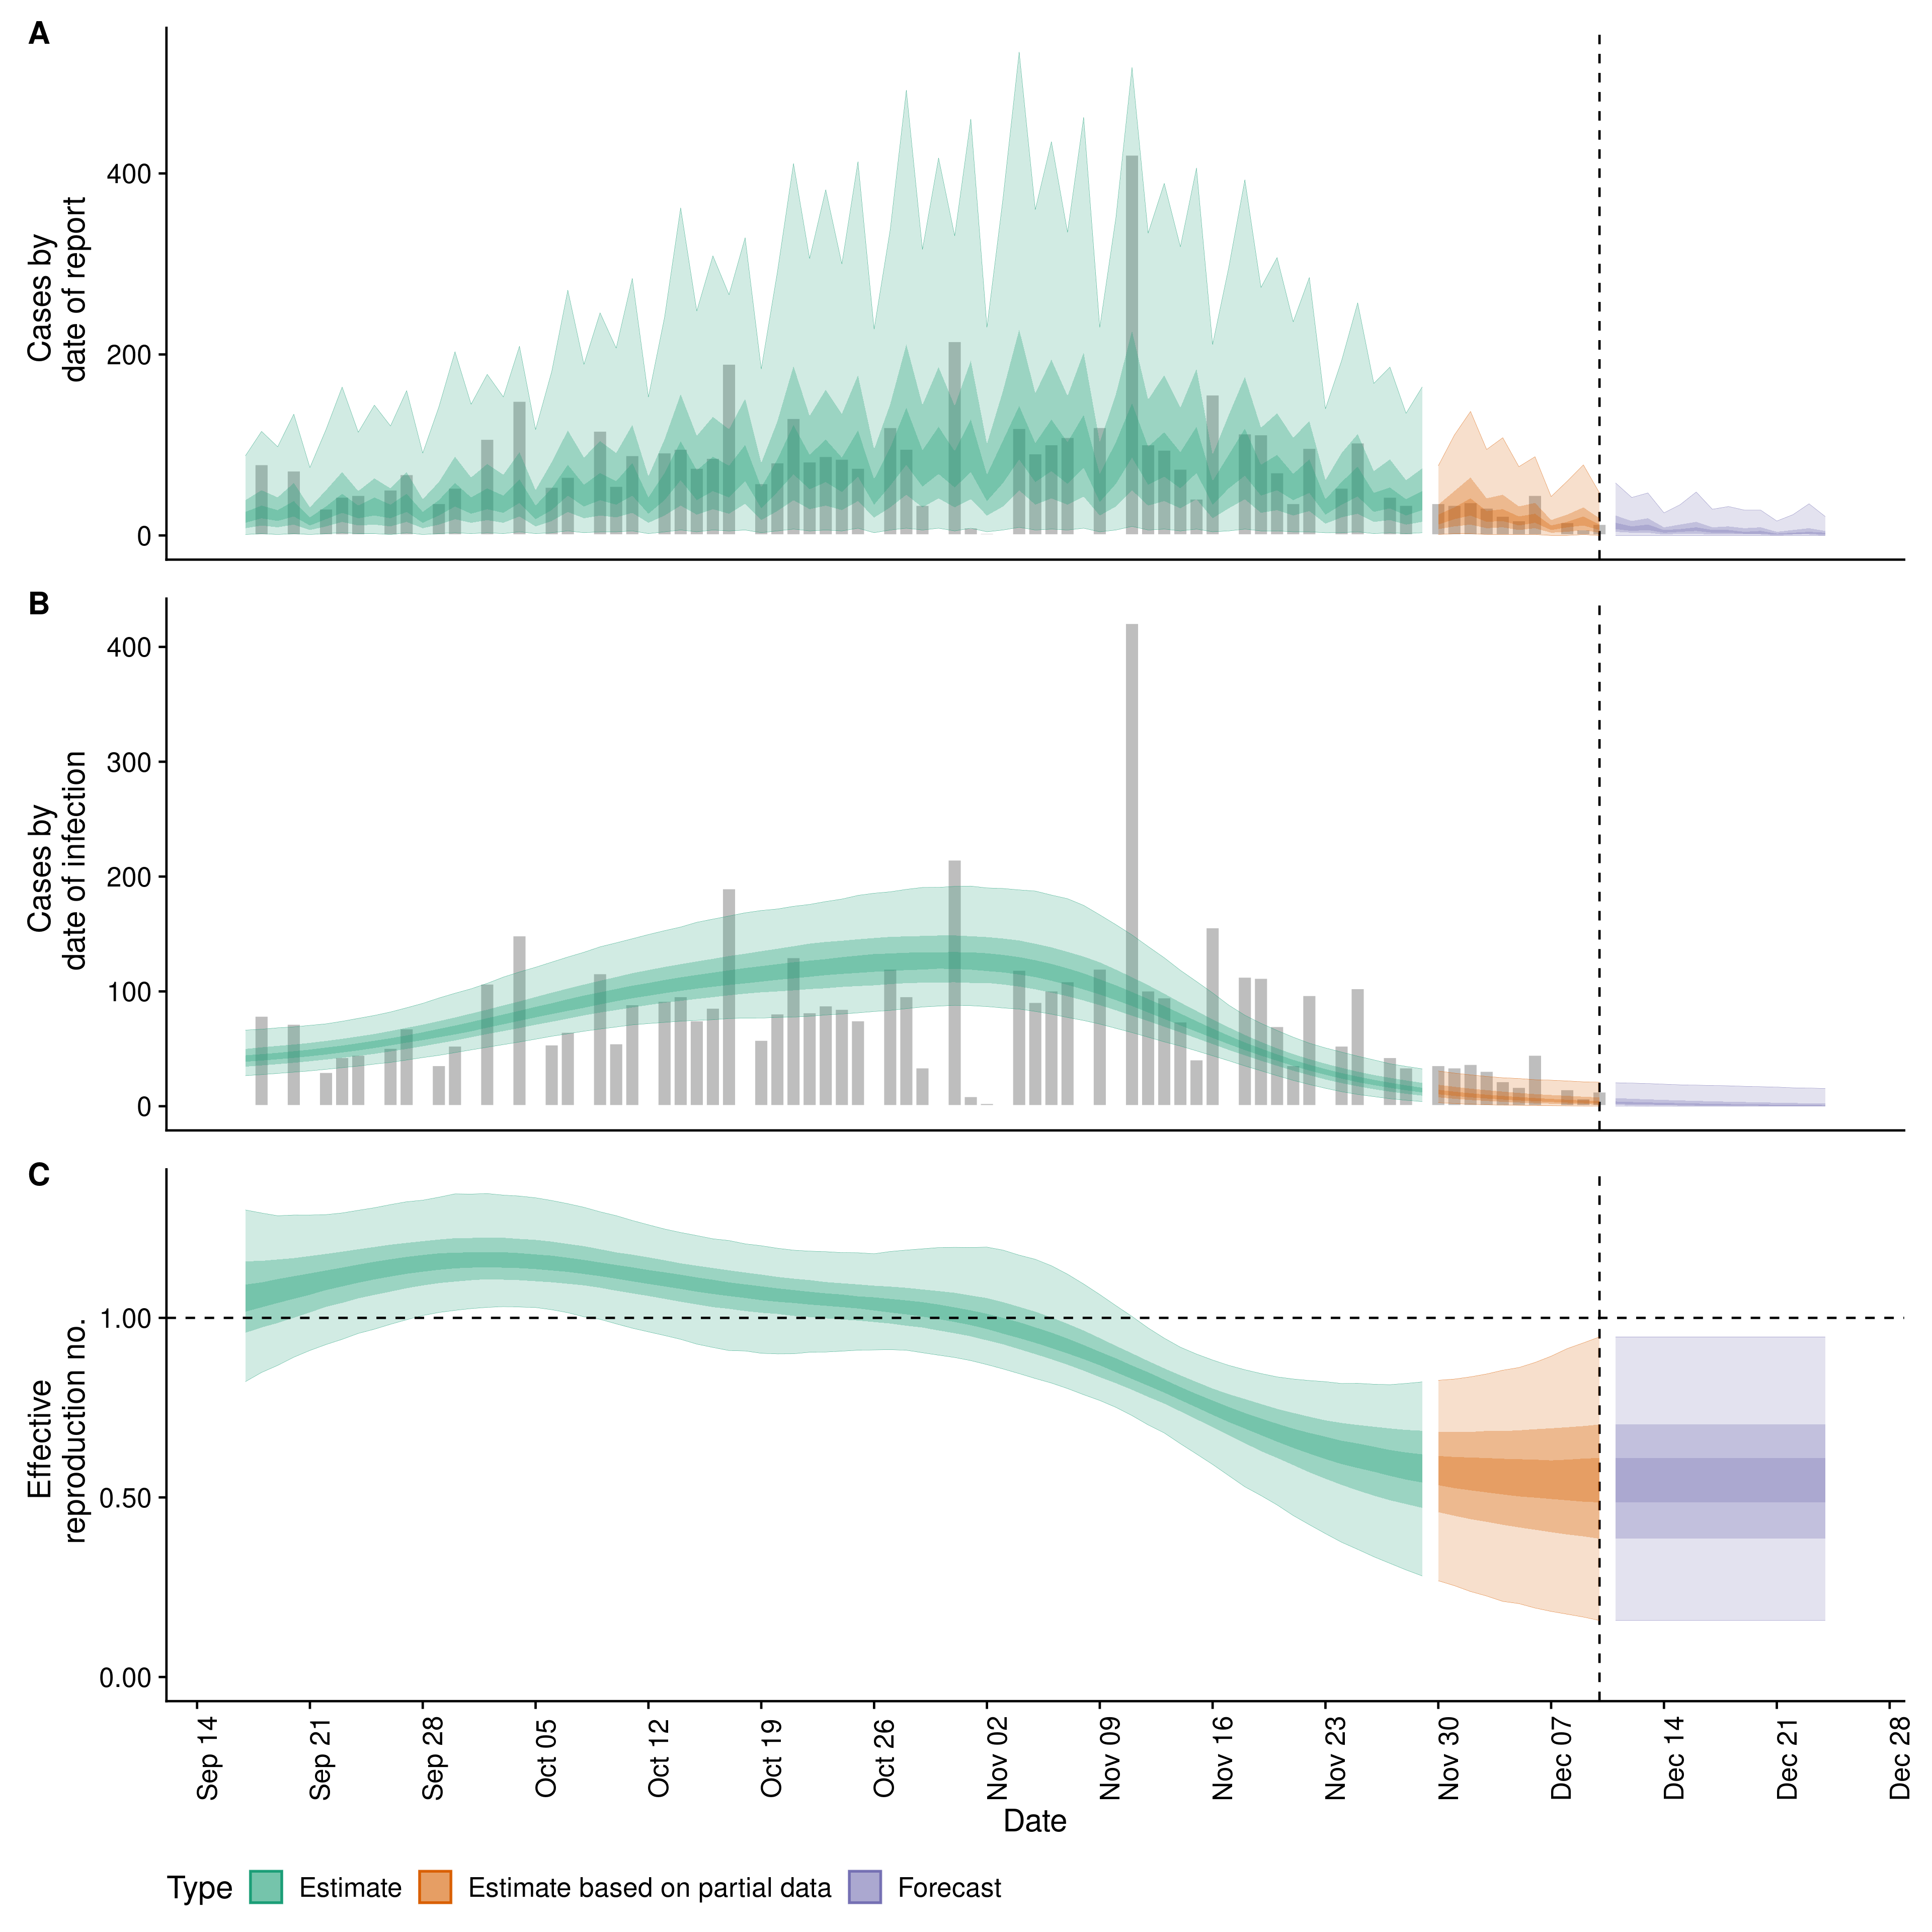 A
Cases by
date of report
400
200
0
B
Cases by
date of infection
400
300
200
100
0
C
Effective
reproduction no.
1.00
0.50
0.00
Sep 14
Sep 21
Sep 28
Oct 05
Oct 12
Oct 19
Oct 26
Nov 02
Nov 09
Nov 16
Nov 23
Nov 30
Dec 07
Dec 14
Dec 21
Dec 28
Date
Type
Estimate
Estimate based on partial data
Forecast